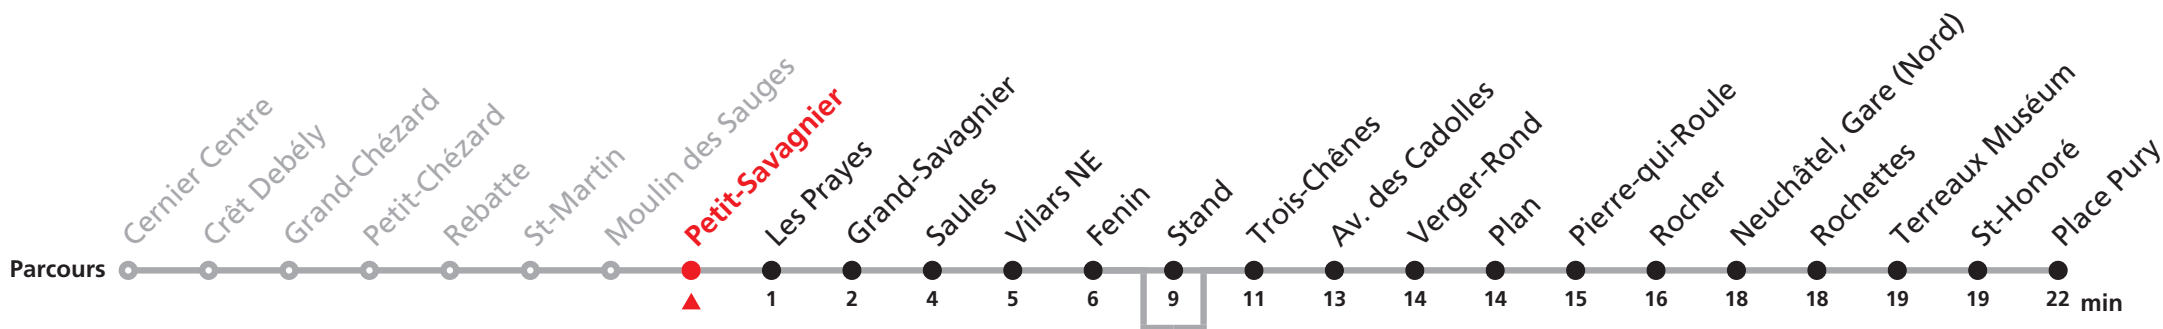 Cernier Centre
Crêt Debély
Grand-Chézard
Petit-Chézard
Rebatte
St-Martin
Moulin des Sauges
Petit-Savagnier
Les Prayes
Grand-Savagnier
Saules
Vilars NE
Fenin
Stand
Trois-Chênes
Av. des Cadolles
Verger-Rond
Plan
Pierre-qui-Roule
Rocher
Neuchâtel, Gare (Nord)
Rochettes
Terreaux Muséum
St-Honoré
Place Pury
Parcours
1 2 4 5 6 9 11 13 14 14 15 16 18 18 19 19 22 min